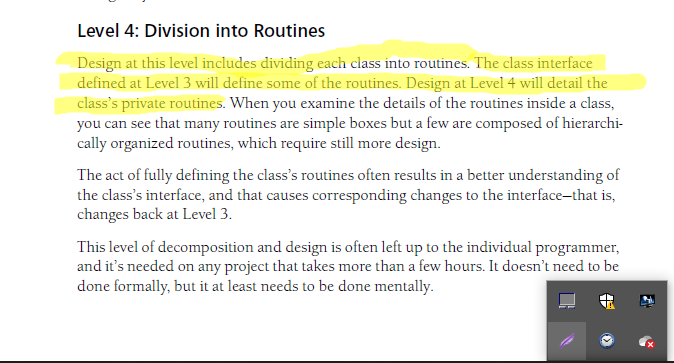 Level 4: Division into Routines
Design at this level includes dividing each class into routines. The class interface
defined at Level 3 will define some of the routines. Design at Level 4 will detail the
class's private routines. When you examine the details of the routines inside a class,
you can see that many routines are simple boxes but a few are composed of hierarchi-
cally organized routines, which require still more design.
The act of fully defining the class's routines often results in a better understanding of
the class's interface, and that causes corresponding changes to the interface—that is,
changes back at Level 3.
This level of decomposition and design is often left up to the individual programmer,
and it's needed on any project that takes more than a few hours. It doesn't need to be
done formally, but it at least needs to be done mentally.